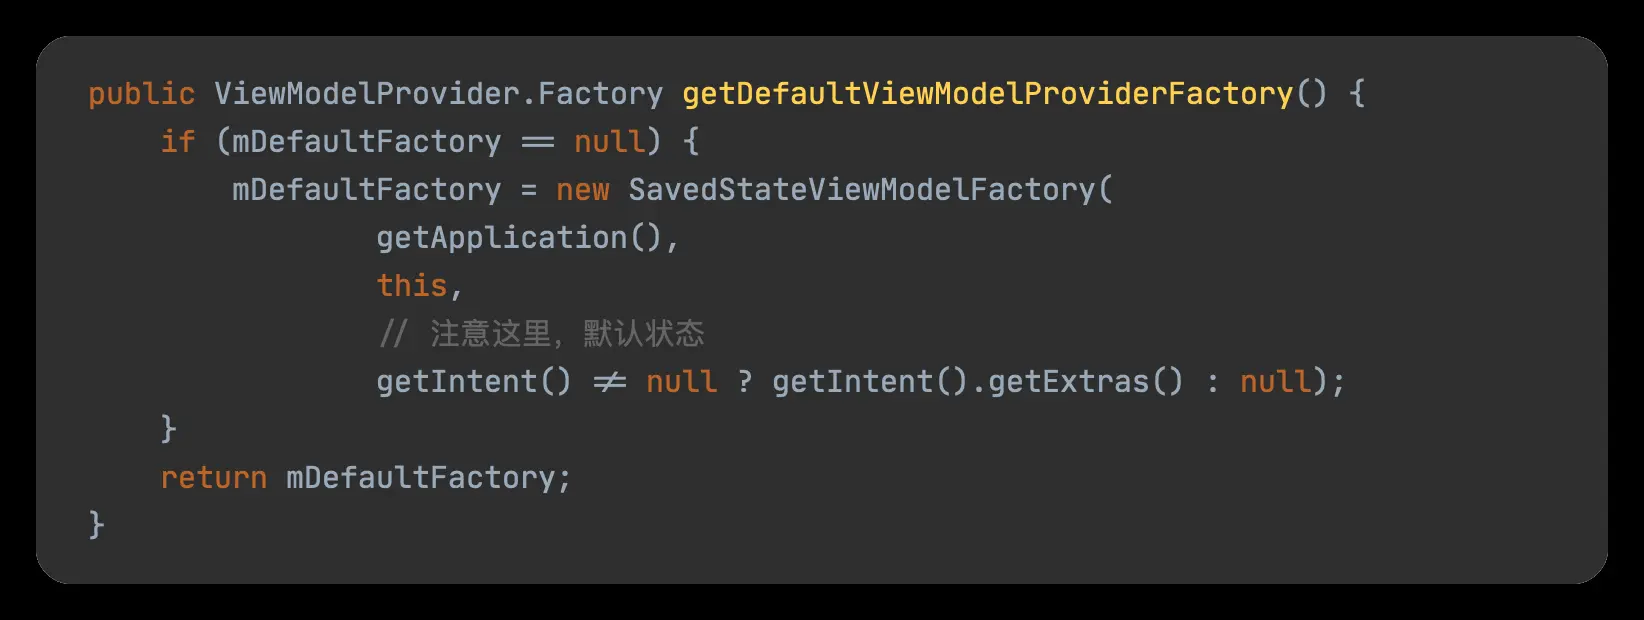 public ViewModelProvider.Factory getDefaultViewModelProviderFactory() {
    if (mDefaultFactory == null) {
        mDefaultFactory = new SavedStateViewModelFactory(
                getApplication(),
                this,
                // 注意这里，默认状态
                getIntent() != null ? getIntent().getExtras() : null);
    }
    return mDefaultFactory;
}